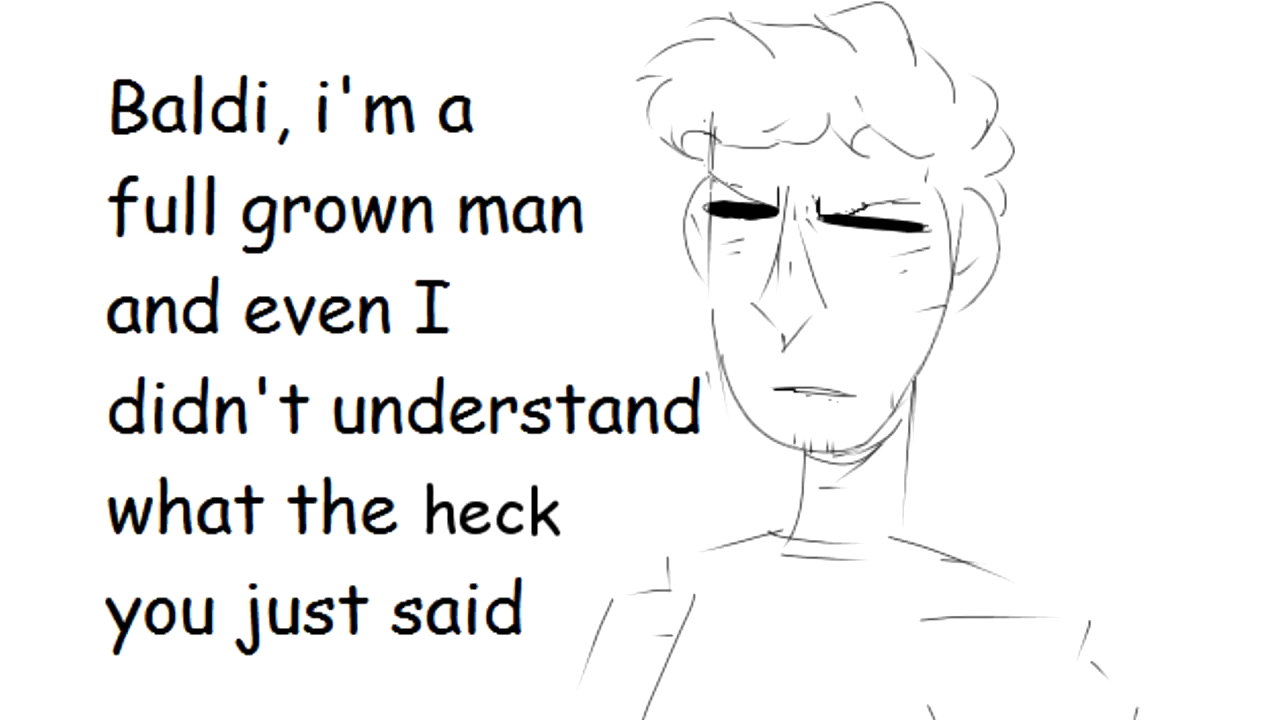 Baldi, i'm a
full grown man
and even I
didn't understand
what the heck
you just said